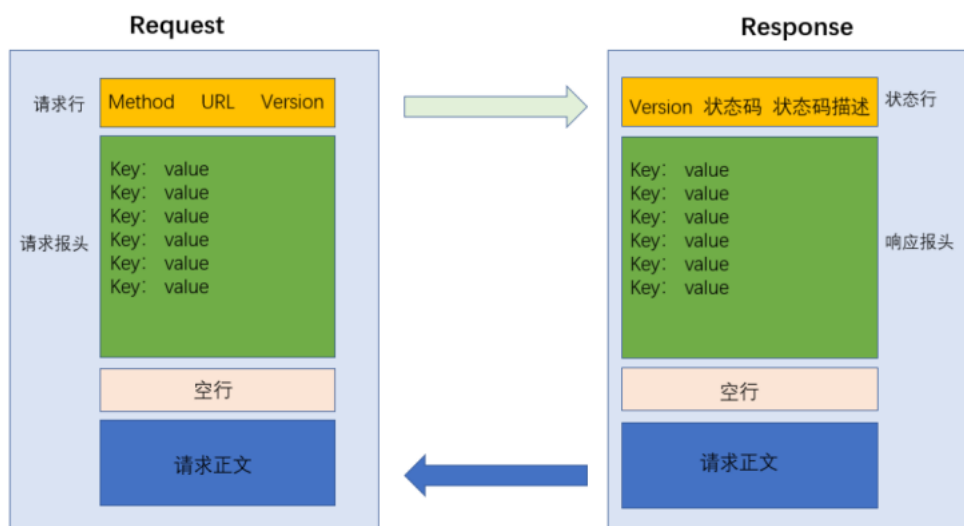 Request
请求行
Method URL Version
请求报头
Key: value
Key: value
Key: value
Key: value
Key: value
Key: value
空行
请求正文
Response
Version 状态码 状态码描述
状态行
Key: value
Key: value
Key: value
Key: value
Key: value
Key: value
响应报头
空行
请求正文